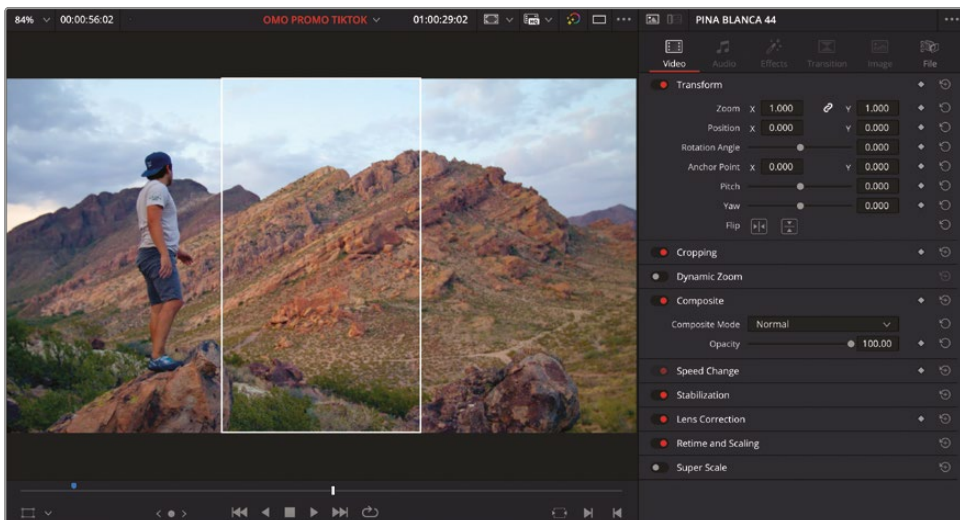 84% 00:00:56:02 OMO PROMO TIKTOK 01:00:29:02 PINA BLANCA 44
Video Audio Effects Transition Image File
Transform
Zoom X 1.000 Y 1.000
Position X 0.000 Y 0.000
Rotation Angle 0.000
Anchor Point X 0.000 Y 0.000
Pitch 0.000
Yaw 0.000
Flip
Cropping
Dynamic Zoom
Composite
Composite Mode Normal
Opacity 100.00
Speed Change
Stabilization
Lens Correction
Retime and Scaling
Super Scale